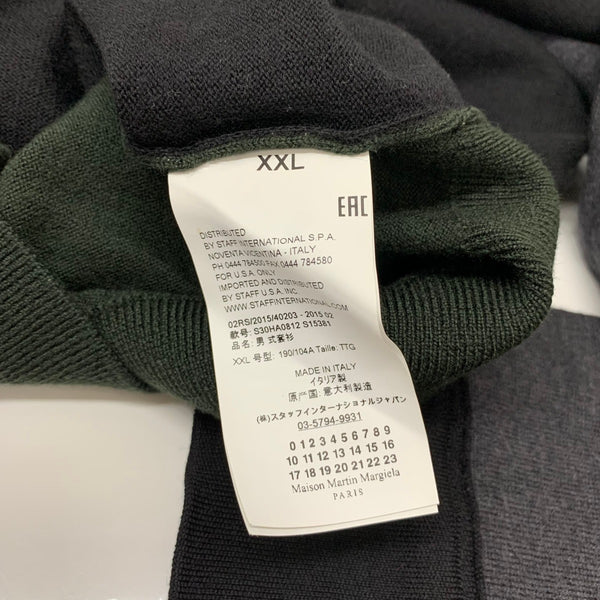 XXL
EAC
DISTRIBUTED
BY STAFF INTERNATIONAL S.P.A.
NOVENTA VICENTINA - ITALY
PH 0444 784500 FAX 0444 784580
FOR U.S.A. ONLY
IMPORTED AND DISTRIBUTED
BY STAFF U.S.A. INC
WWW.STAFFINTERNATIONAL.COM
02RS/2015/40203 - 2015 02
款号: S30HA0812 S15381
品名: 男 式套衫
XXL 号型: 190/104A Taille: TTG
MADE IN ITALY
イタリア製
原产国: 意大利製造
(株)スタッフインターナショナルジャパン
03-5794-9931
0 1 2 3 4 5 6 7 8 9
10 11 12 13 14 15 16
17 18 19 20 21 22 23
Maison Martin Margiela
PARIS